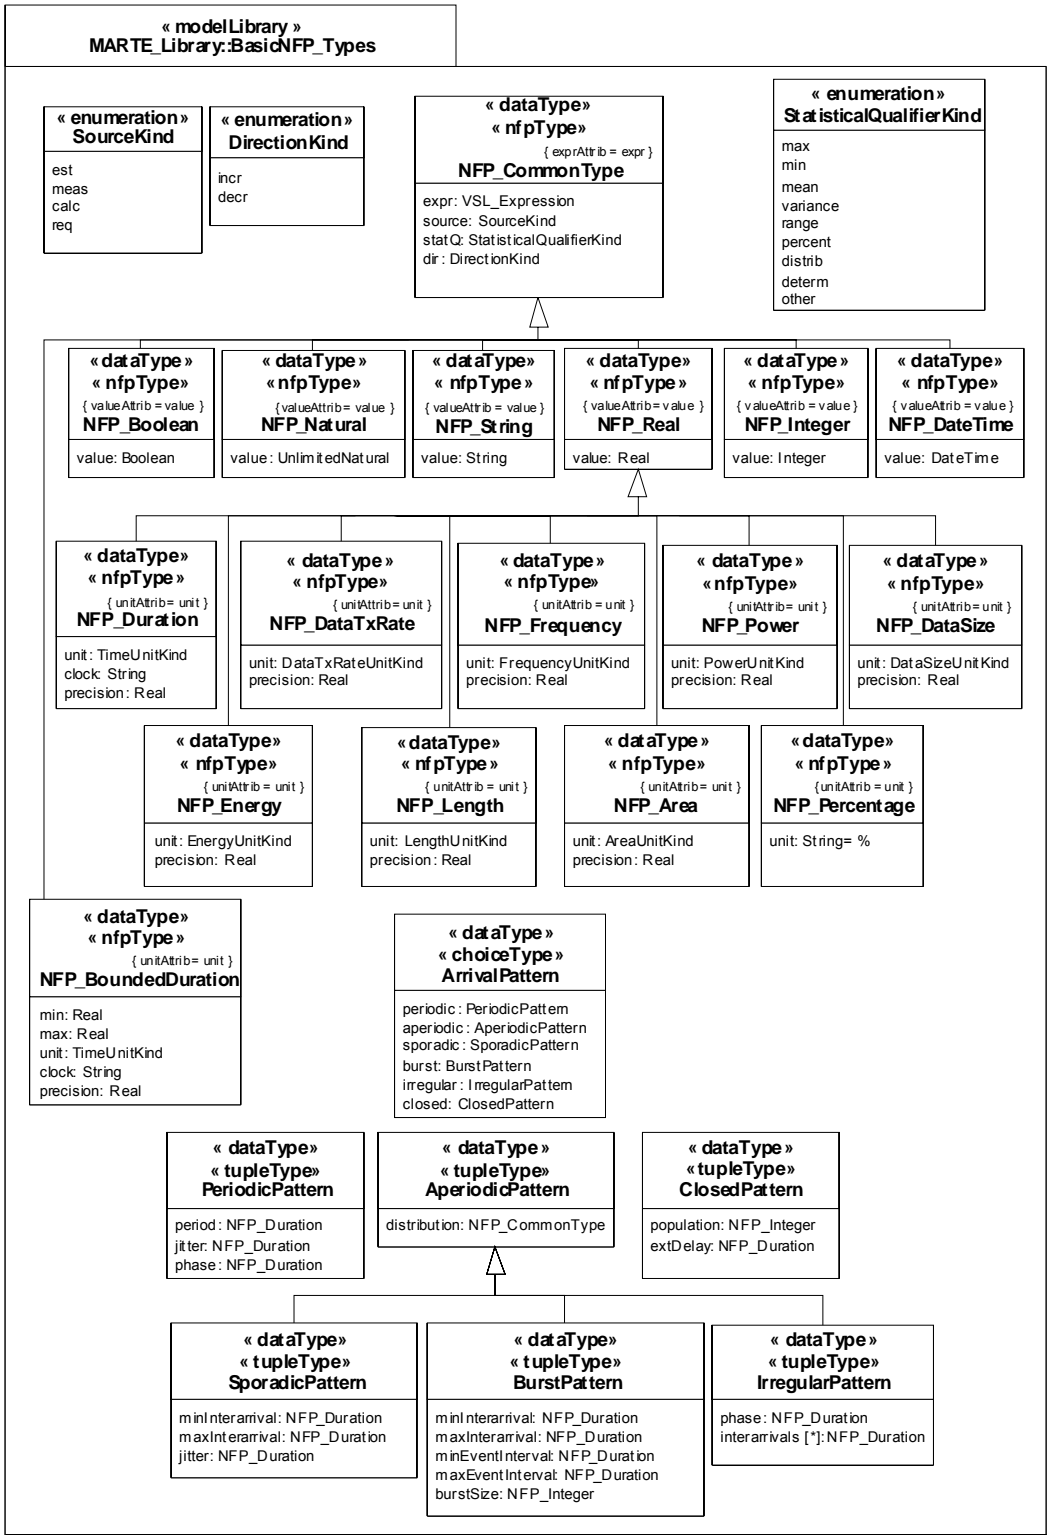 « modelLibrary »
MARTE_Library::BasicNFP_Types
« enumeration »
SourceKind
est
meas
calc
req
« enumeration »
DirectionKind
incr
decr
« dataType»
« nfpType»
{ exprAttrib = expr }
NFP_CommonType
expr: VSL_Expression
source: SourceKind
statQ: StatisticalQualifierKind
dir: DirectionKind
« enumeration »
StatisticalQualifierKind
max
min
mean
variance
range
percent
distrib
determ
other
« dataType»
« nfpType»
{ valueAttrib = value }
NFP_Boolean
value: Boolean
« dataType»
« nfpType»
{valueAttrib = value }
NFP_Natural
value: UnlimitedNatural
« dataType»
« nfpType»
{ valueAttrib = value }
NFP_String
value: String
« dataType»
« nfpType»
{ valueAttrib = value }
NFP_Real
value: Real
« dataType»
« nfpType»
{ valueAttrib = value }
NFP_Integer
value: Integer
« dataType»
« nfpType»
{ valueAttrib = value }
NFP_DateTime
value: DateTime
« dataType»
« nfpType»
{ unitAttrib = unit }
NFP_Duration
unit: TimeUnitKind
clock: String
precision: Real
« dataType»
« nfpType»
{ unitAttrib = unit }
NFP_DataTxRate
unit: DataTxRateUnitKind
precision: Real
« dataType»
« nfpType»
{ unitAttrib = unit }
NFP_Frequency
unit: FrequencyUnitKind
precision: Real
« dataType»
« nfpType»
{ unitAttrib = unit }
NFP_Power
unit: PowerUnitKind
precision: Real
« dataType»
« nfpType»
{ unitAttrib = unit }
NFP_DataSize
unit: DataSizeUnitKind
precision: Real
« dataType»
« nfpType»
{ unitAttrib = unit }
NFP_Energy
unit: EnergyUnitKind
precision: Real
« dataType»
« nfpType»
{ unitAttrib = unit }
NFP_Length
unit: LengthUnitKind
precision: Real
« dataType»
« nfpType»
{ unitAttrib = unit }
NFP_Area
unit: AreaUnitKind
precision: Real
« dataType»
« nfpType»
{unitAttrib = unit }
NFP_Percentage
unit: String= %
« dataType»
« nfpType»
{ unitAttrib = unit }
NFP_BoundedDuration
min: Real
max: Real
unit: TimeUnitKind
clock: String
precision: Real
« dataType»
« choiceType»
ArrivalPattern
periodic: PeriodicPattern
aperiodic: AperiodicPattern
sporadic: SporadicPattern
burst: BurstPattern
irregular: IrregularPattern
closed: ClosedPattern
« dataType»
« tupleType»
PeriodicPattern
period: NFP_Duration
jitter: NFP_Duration
phase: NFP_Duration
« dataType»
« tupleType»
AperiodicPattern
distribution: NFP_CommonType
« dataType»
«tupleType»
ClosedPattern
population: NFP_Integer
extDelay: NFP_Duration
« dataType»
« tupleType»
SporadicPattern
minInterarrival: NFP_Duration
maxInterarrival: NFP_Duration
jitter: NFP_Duration
« dataType»
« tupleType»
BurstPattern
minInterarrival: NFP_Duration
maxInterarrival: NFP_Duration
minEventInterval: NFP_Duration
maxEventInterval: NFP_Duration
burstSize: NFP_Integer
« dataType»
« tupleType»
IrregularPattern
phase: NFP_Duration
interarrivals [*]: NFP_Duration